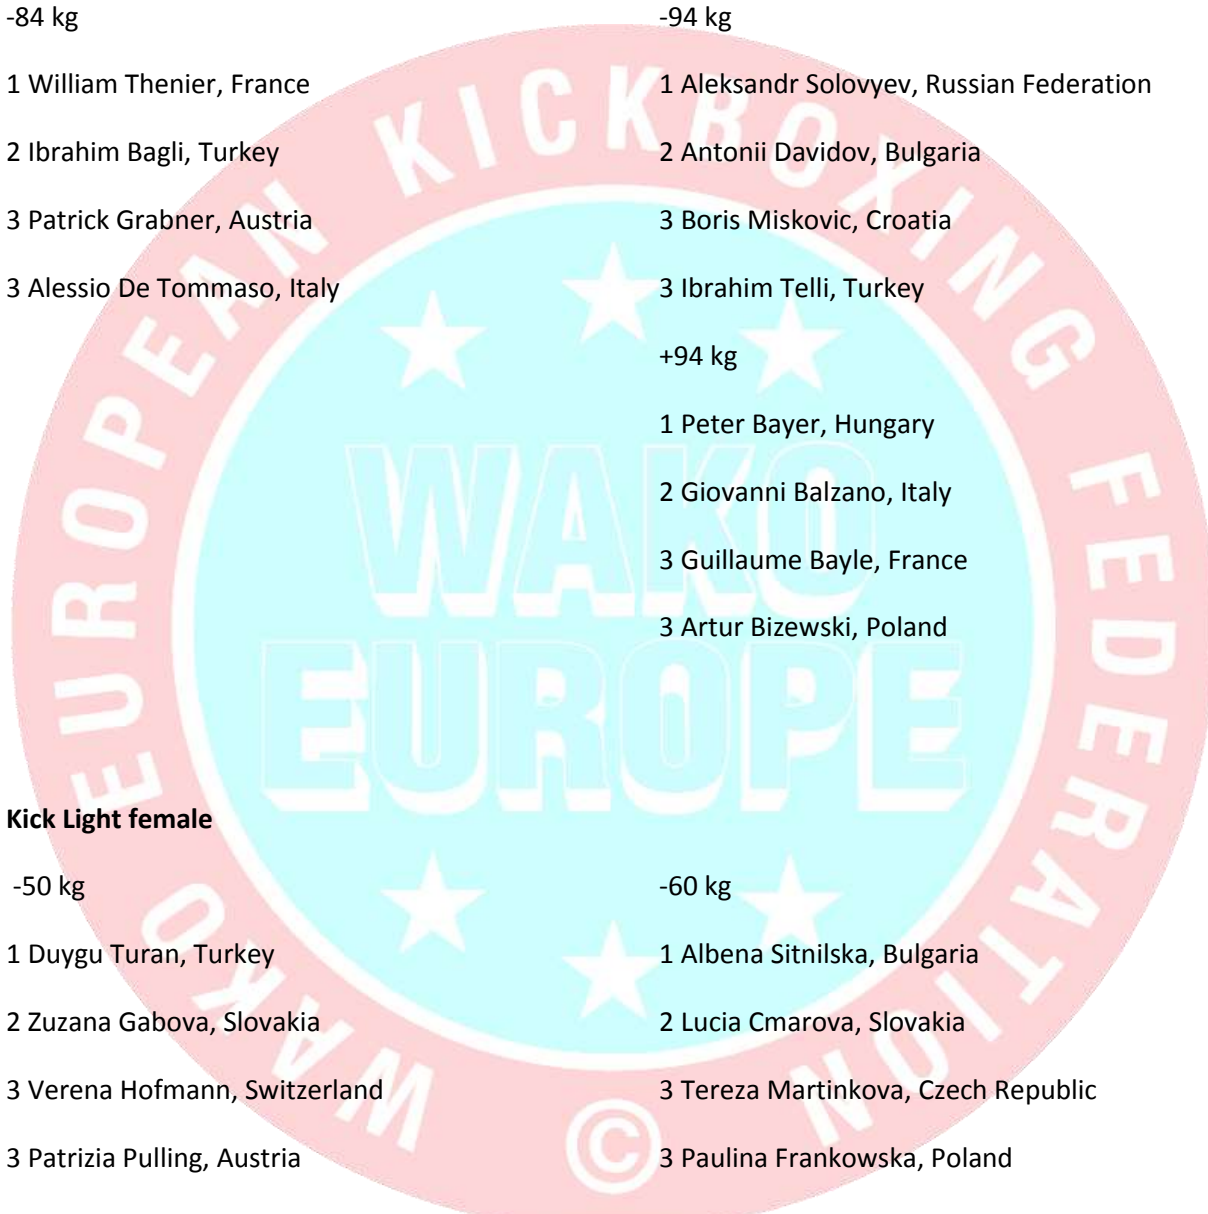 -84 kg
1 William Thenier, France
2 Ibrahim Bagli, Turkey
3 Patrick Grabner, Austria
3 Alessio De Tommaso, Italy
-94 kg
1 Aleksandr Solovyev, Russian Federation
2 Antonii Davidov, Bulgaria
3 Boris Miskovic, Croatia
3 Ibrahim Telli, Turkey
+94 kg
1 Peter Bayer, Hungary
2 Giovanni Balzano, Italy
3 Guillaume Bayle, France
3 Artur Bizewski, Poland
Kick Light female
-50 kg
1 Duygu Turan, Turkey
2 Zuzana Gabova, Slovakia
3 Verena Hofmann, Switzerland
3 Patrizia Pulling, Austria
-60 kg
1 Albena Sitnilska, Bulgaria
2 Lucia Cmarova, Slovakia
3 Tereza Martinkova, Czech Republic
3 Paulina Frankowska, Poland
WAKO EUROPEAN KICKBOXING FEDERATION
WAKO
EUROPE
©